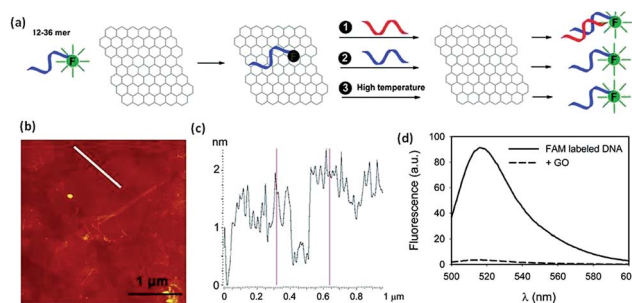 (a)
12-36 mer
F
F
1
2
3 High temperature
F
F
F
(b)
1 μm
(c)
nm
2
1
0
0 0.2 0.4 0.6 0.8 1 μm
(d)
Fluorescence (a.u.)
100
80
60
40
20
0
FAM labeled DNA
+ GO
500 520 540 560 580 60
λ (nm)